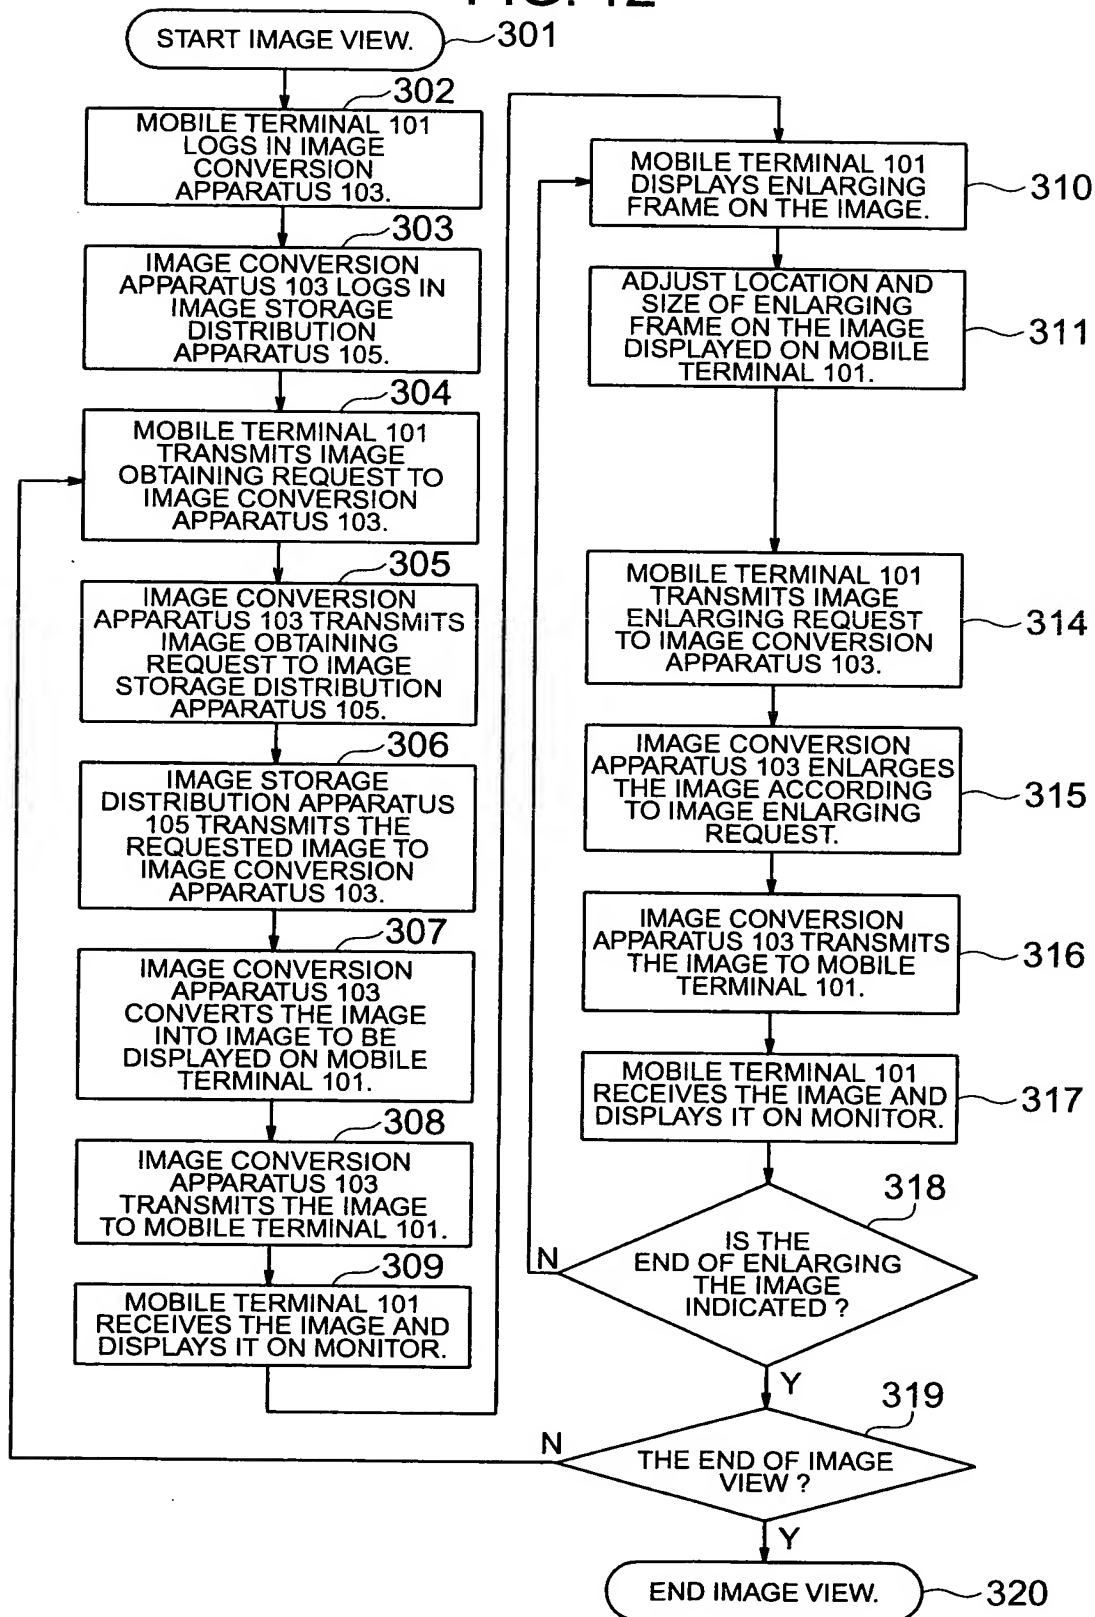 FIG. 12
START IMAGE VIEW.
301
302
MOBILE TERMINAL 101
LOGS IN IMAGE
CONVERSION
APPARATUS 103.
303
IMAGE CONVERSION
APPARATUS 103 LOGS IN
IMAGE STORAGE
DISTRIBUTION
APPARATUS 105.
304
MOBILE TERMINAL 101
TRANSMITS IMAGE
OBTAINING REQUEST TO
IMAGE CONVERSION
APPARATUS 103.
305
IMAGE CONVERSION
APPARATUS 103 TRANSMITS
IMAGE OBTAINING
REQUEST TO IMAGE
STORAGE DISTRIBUTION
APPARATUS 105.
306
IMAGE STORAGE
DISTRIBUTION APPARATUS
105 TRANSMITS THE
REQUESTED IMAGE TO
IMAGE CONVERSION
APPARATUS 103.
307
IMAGE CONVERSION
APPARATUS 103
CONVERTS THE IMAGE
INTO IMAGE TO BE
DISPLAYED ON MOBILE
TERMINAL 101.
308
IMAGE CONVERSION
APPARATUS 103
TRANSMITS THE IMAGE
TO MOBILE TERMINAL 101.
309
MOBILE TERMINAL 101
RECEIVES THE IMAGE AND
DISPLAYS IT ON MONITOR.
MOBILE TERMINAL 101
DISPLAYS ENLARGING
FRAME ON THE IMAGE.
310
ADJUST LOCATION AND
SIZE OF ENLARGING
FRAME ON THE IMAGE
DISPLAYED ON MOBILE
TERMINAL 101.
311
MOBILE TERMINAL 101
TRANSMITS IMAGE
ENLARGING REQUEST
TO IMAGE CONVERSION
APPARATUS 103.
314
IMAGE CONVERSION
APPARATUS 103 ENLARGES
THE IMAGE ACCORDING
TO IMAGE ENLARGING
REQUEST.
315
IMAGE CONVERSION
APPARATUS 103 TRANSMITS
THE IMAGE TO MOBILE
TERMINAL 101.
316
MOBILE TERMINAL 101
RECEIVES THE IMAGE AND
DISPLAYS IT ON MONITOR.
317
318
N
IS THE
END OF ENLARGING
THE IMAGE
INDICATED ?
Y
319
N
THE END OF IMAGE
VIEW ?
Y
END IMAGE VIEW.
320